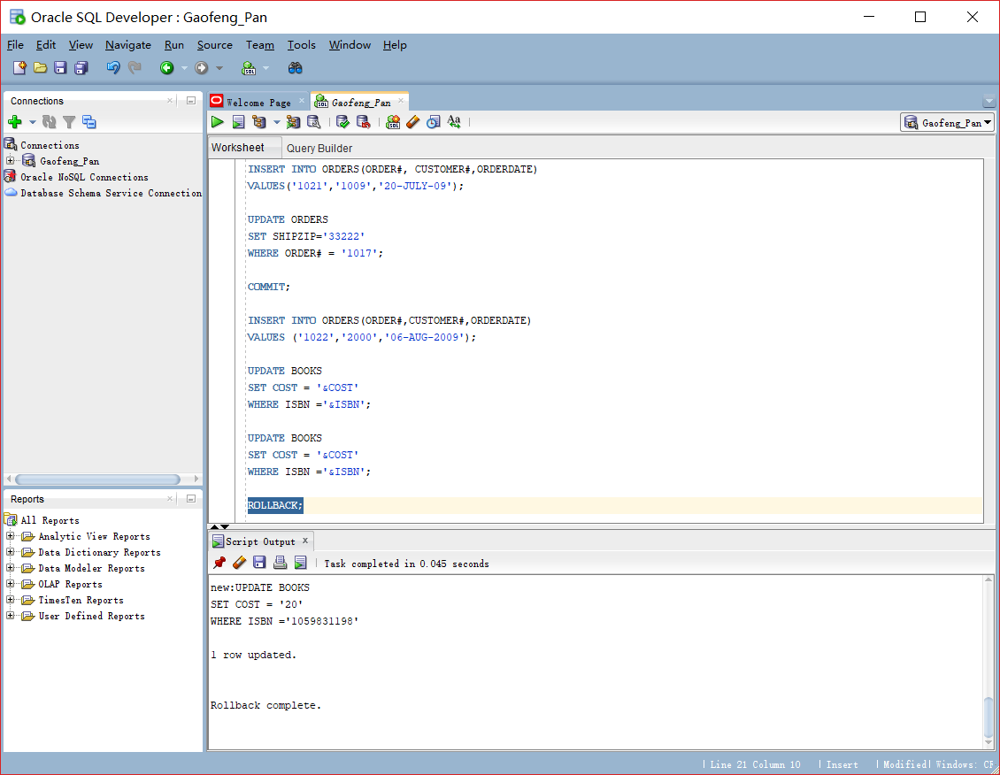 Oracle SQL Developer : Gaofeng_Pan
File Edit View Navigate Run Source Team Tools Window Help
Connections
Connections
Gaofeng_Pan
Oracle NoSQL Connections
Database Schema Service Connection
Reports
All Reports
Analytic View Reports
Data Dictionary Reports
Data Modeler Reports
OLAP Reports
TimesTen Reports
User Defined Reports
Welcome Page Gaofeng_Pan
Gaofeng_Pan
Worksheet Query Builder
INSERT INTO ORDERS(ORDER#, CUSTOMER#,ORDERDATE)
VALUES('1021','1009','20-JULY-09');
UPDATE ORDERS
SET SHIPZIP='33222'
WHERE ORDER# = '1017';
COMMIT;
INSERT INTO ORDERS(ORDER#,CUSTOMER#,ORDERDATE)
VALUES ('1022','2000','06-AUG-2009');
UPDATE BOOKS
SET COST = '&COST'
WHERE ISBN ='&ISBN';
UPDATE BOOKS
SET COST = '&COST'
WHERE ISBN ='&ISBN';
ROLLBACK;
Script Output
Task completed in 0.045 seconds
new:UPDATE BOOKS
SET COST = '20'
WHERE ISBN ='1059831198'
1 row updated.
Rollback complete.
Line 21 Column 10 Insert Modified Windows: CR